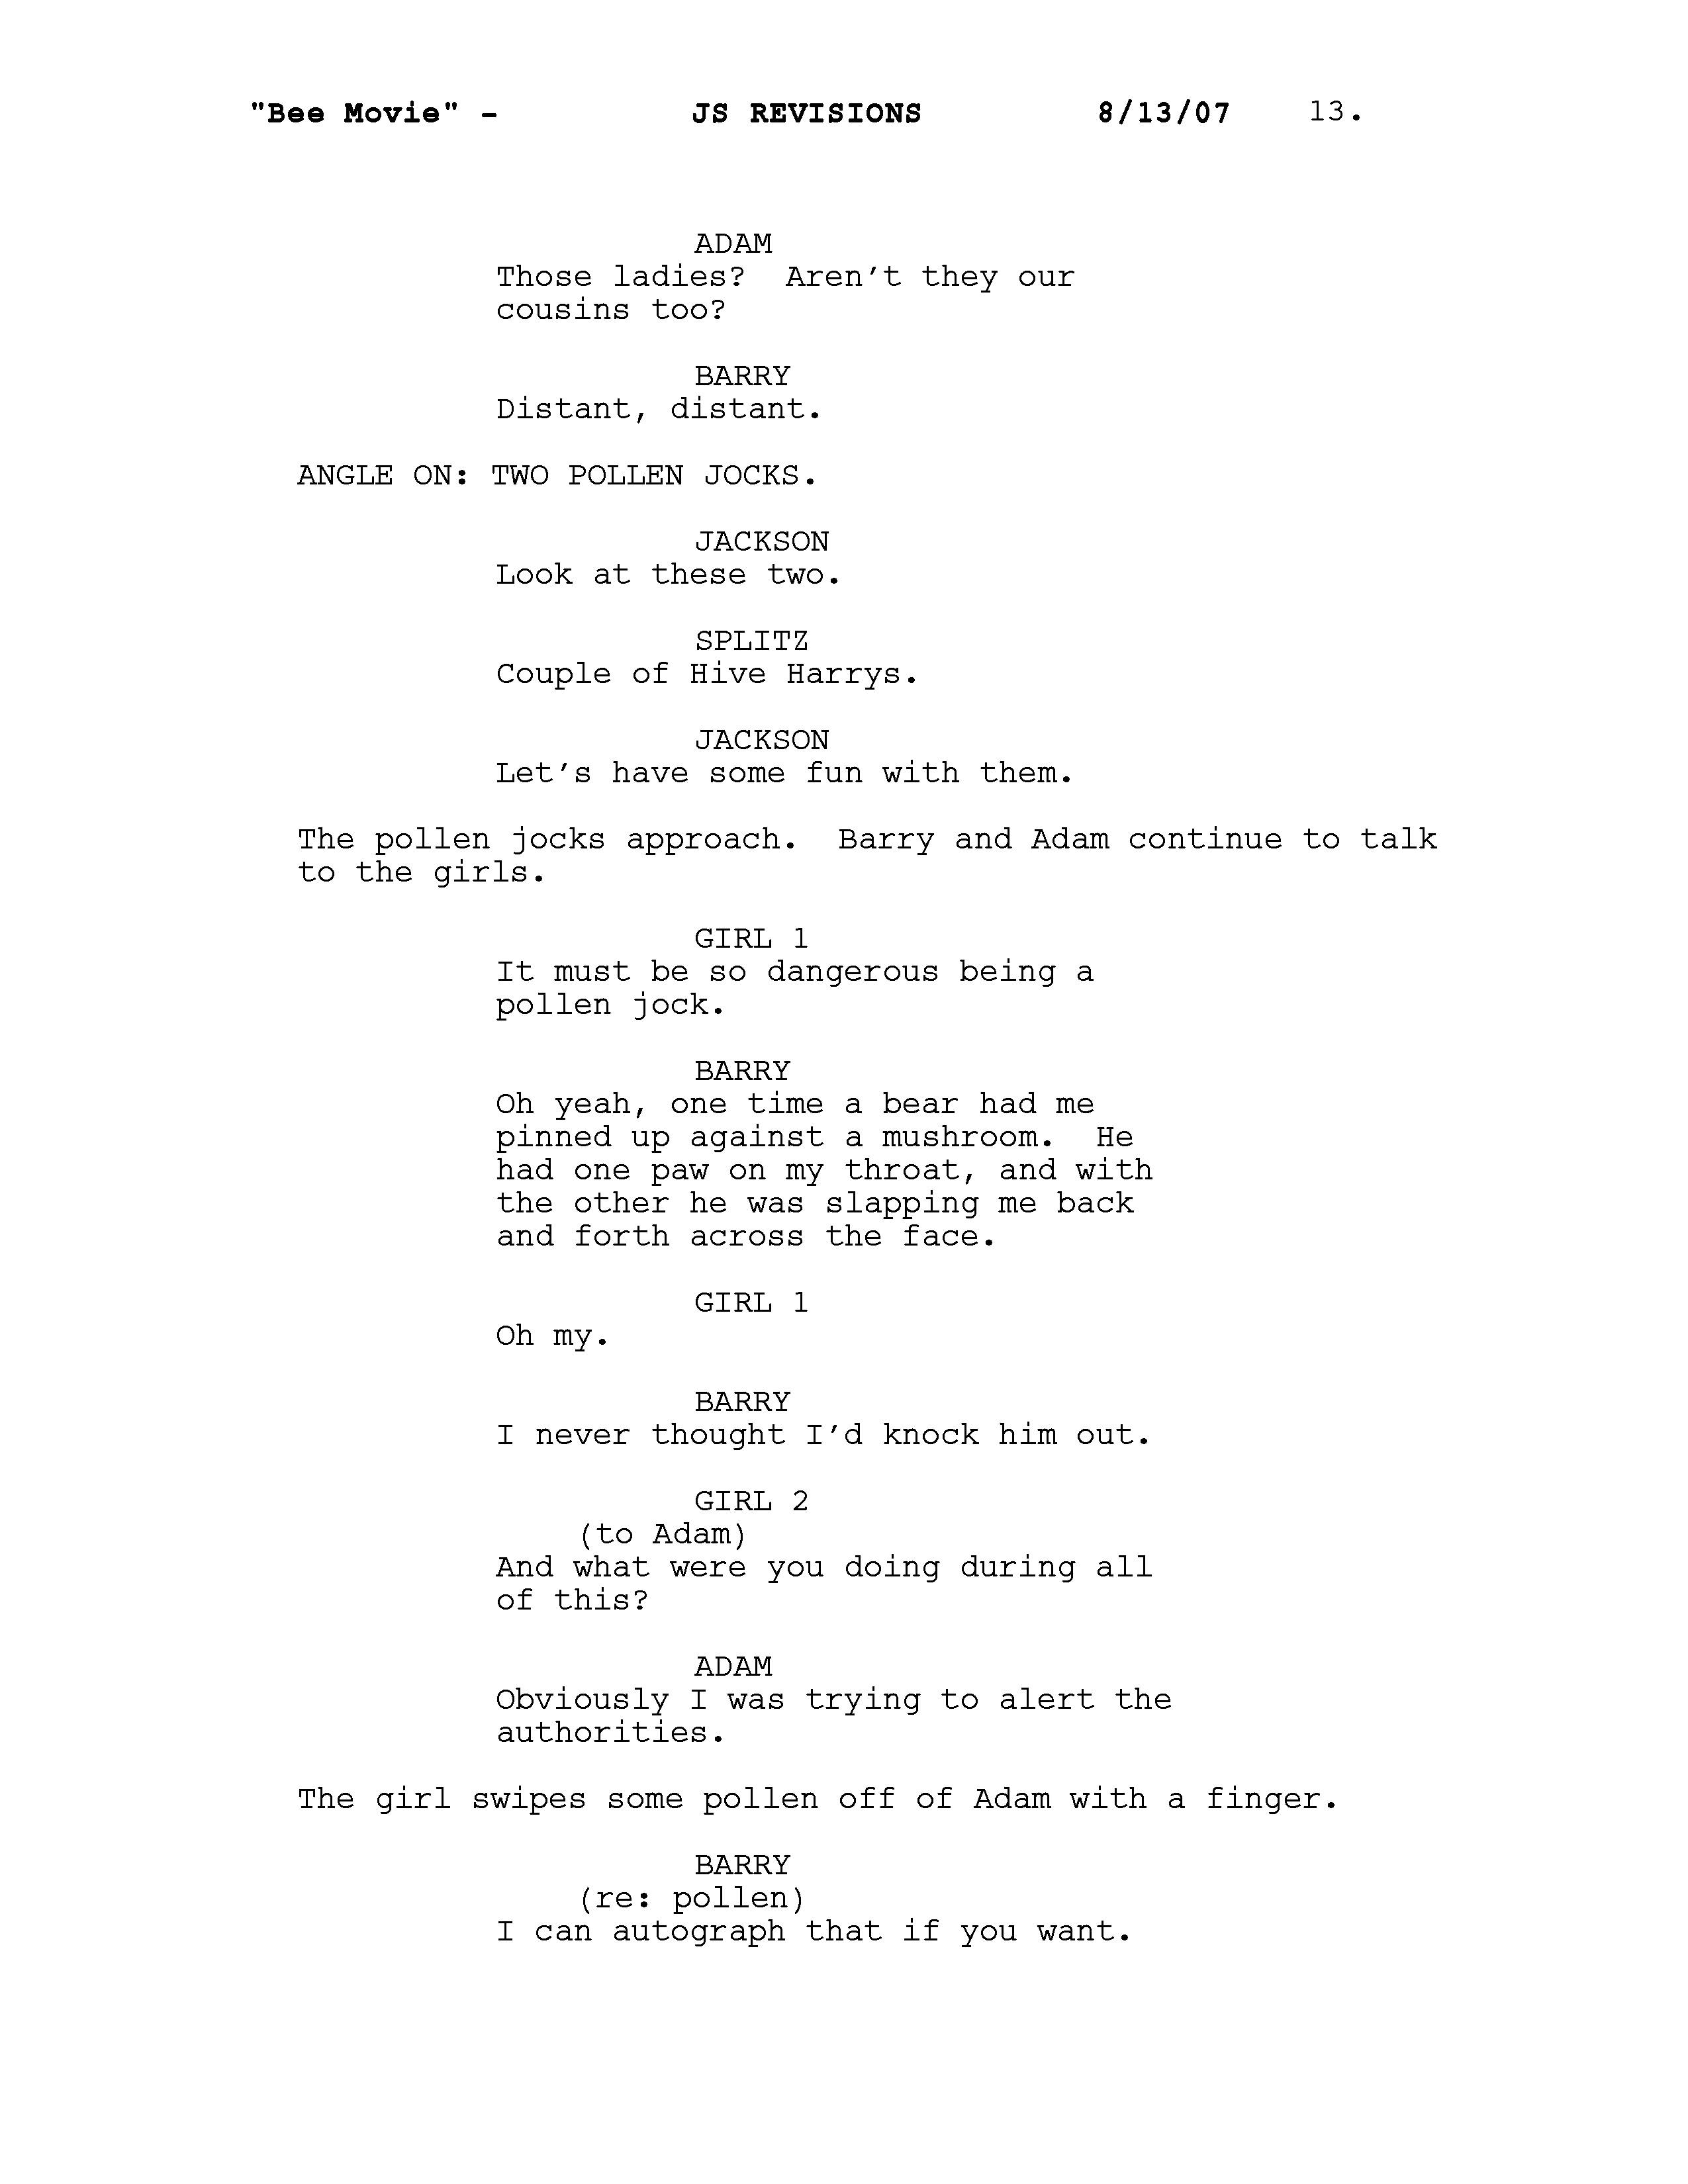 "Bee Movie" - JS REVISIONS 8/13/07 13.
ADAM
Those ladies? Aren't they our
cousins too?
BARRY
Distant, distant.
ANGLE ON: TWO POLLEN JOCKS.
JACKSON
Look at these two.
SPLITZ
Couple of Hive Harrys.
JACKSON
Let's have some fun with them.
The pollen jocks approach. Barry and Adam continue to talk
to the girls.
GIRL 1
It must be so dangerous being a
pollen jock.
BARRY
Oh yeah, one time a bear had me
pinned up against a mushroom. He
had one paw on my throat, and with
the other he was slapping me back
and forth across the face.
GIRL 1
Oh my.
BARRY
I never thought I'd knock him out.
GIRL 2
(to Adam)
And what were you doing during all
of this?
ADAM
Obviously I was trying to alert the
authorities.
The girl swipes some pollen off of Adam with a finger.
BARRY
(re: pollen)
I can autograph that if you want.